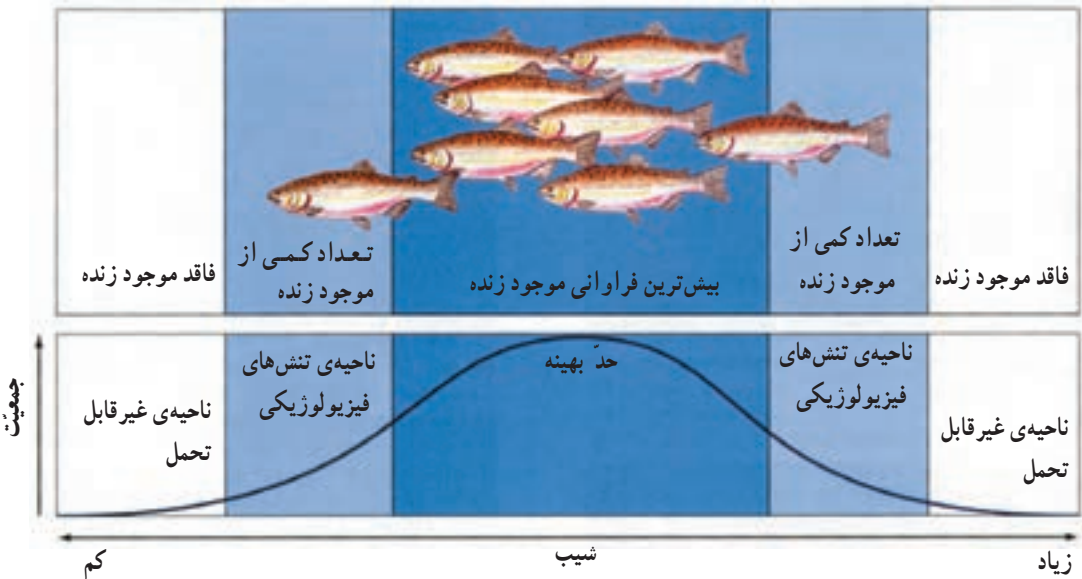 فاقد موجود زنده
تعداد کمی از
موجود زنده
بیش‌ترین فراوانی موجود زنده
تعداد کمی از
موجود زنده
فاقد موجود زنده
جمعیّت
ناحیه‌ی غیرقابل
تحمل
ناحیه‌ی تنش‌های
فیزیولوژیکی
حدّ بهینه
ناحیه‌ی تنش‌های
فیزیولوژیکی
ناحیه‌ی غیرقابل
تحمل
زیاد
شیب
کم